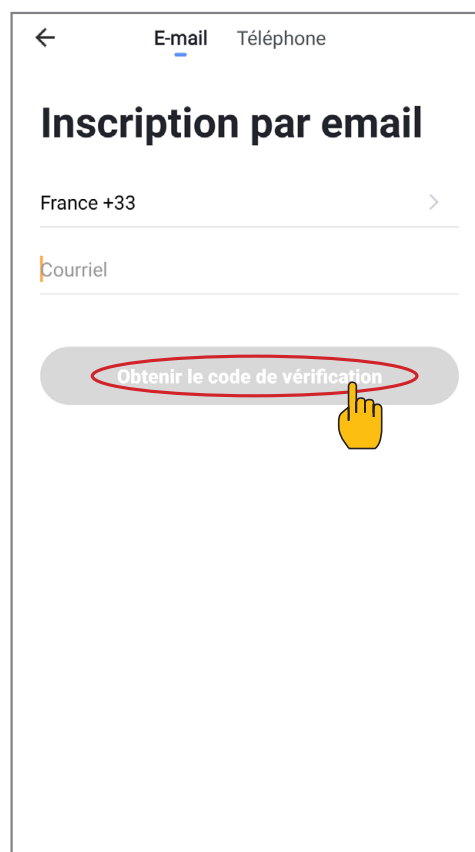 E-mail Téléphone
Inscription par email
France +33
Courriel
Obtenir le code de vérification